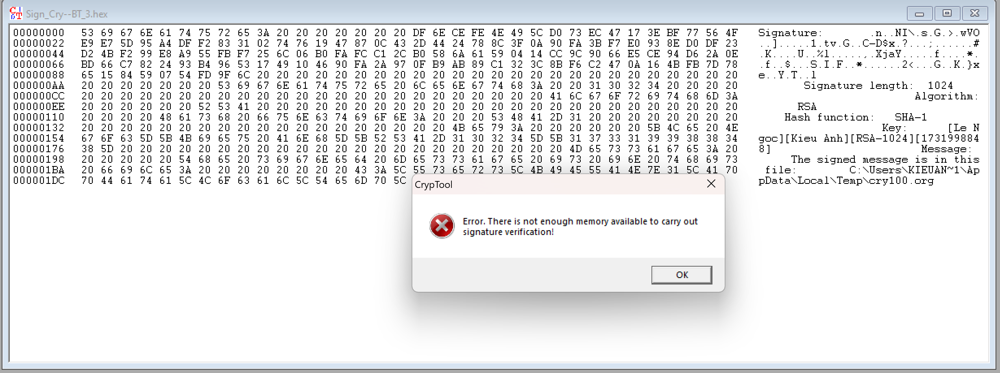 Sign_Cry--BT_3.hex
00000000 53 69 67 6E 61 74 75 72 65 3A 20 20 20 20 20 20 20 DF 6E CE FE 4E 49 5C D0 73 EC 47 17 3E BF 77 56 4F Signature: .n..NI\.s.G.>.wVO
00000022 E9 E7 5D 95 A4 DF F2 83 31 02 74 76 19 47 87 0C 43 2D 44 24 78 8C 3F 0A 90 FA 3B F7 E0 93 8E D0 DF 23 ..].....1.tv.G..C-D$x.?...;......#
00000044 D2 4B F2 99 E8 A9 55 FB F7 25 6C 06 B0 FA FC C1 2C B0 58 6A 61 59 04 14 CC 9C 90 66 E5 CE 94 D6 2A 0E .K....U..%l.....,.XjaY.....f....*.
00000066 BD 66 C7 82 24 93 B4 96 53 17 49 10 46 90 FA 2A 97 0F B9 AB 89 C1 32 3C 8B F6 C2 47 0A 16 4B FB 7D 78 .f..$...S.I.F..*......2<...G..K.}x
00000088 65 15 84 59 07 54 FD 9F 6C 20 20 20 20 20 20 20 20 20 20 20 20 20 20 20 20 20 20 20 20 20 20 20 20 20 e..Y.T..l
000000AA 20 20 20 20 20 20 20 53 69 67 6E 61 74 75 72 65 20 6C 65 6E 67 74 68 3A 20 20 31 30 32 34 20 20 20 20 Signature length: 1024
000000CC 20 20 20 20 20 20 20 20 20 20 20 20 20 20 20 20 20 20 20 20 20 20 20 20 41 6C 67 6F 72 69 74 68 6D 3A Algorithm:
000000EE 20 20 20 20 20 20 52 53 41 20 20 20 20 20 20 20 20 20 20 20 20 20 20 20 20 20 20 20 20 20 20 20 20 20 RSA
00000110 20 20 20 20 48 61 73 68 20 66 75 6E 63 74 69 6F 6E 3A 20 20 20 53 48 41 2D 31 20 20 20 20 20 20 20 20 Hash function: SHA-1
00000132 20 20 20 20 20 20 20 20 20 20 20 20 20 20 20 20 20 20 20 4B 65 79 3A 20 20 20 20 20 20 5B 4C 65 20 4E Key: [Le N
00000154 67 6F 63 5D 5B 4B 69 65 75 20 41 6E 68 5D 5B 52 53 41 2D 31 30 32 34 5D 5B 31 37 33 31 39 39 38 38 34 goc][Kieu Anh][RSA-1024][173199884
00000176 38 5D 20 20 20 20 20 20 20 20 20 20 20 20 20 20 20 20 20 20 20 20 20 20 20 4D 65 73 73 61 67 65 3A 20 8] Message:
00000198 20 20 20 20 20 54 68 65 20 73 69 67 6E 65 64 20 6D 65 73 73 61 67 65 20 69 73 20 69 6E 20 74 68 69 73 The signed message is in this
000001BA 20 66 69 6C 65 3A 20 20 20 20 20 20 20 20 43 3A 5C 55 73 65 72 73 5C 4B 49 45 55 41 4E 7E 31 5C 41 70 file: C:\Users\KIEUAN~1\Ap
000001DC 70 44 61 74 61 5C 4C 6F 63 61 6C 5C 54 65 6D 70 5C pData\Local\Temp\cry100.org
CrypTool
Error. There is not enough memory available to carry out
signature verification!
OK